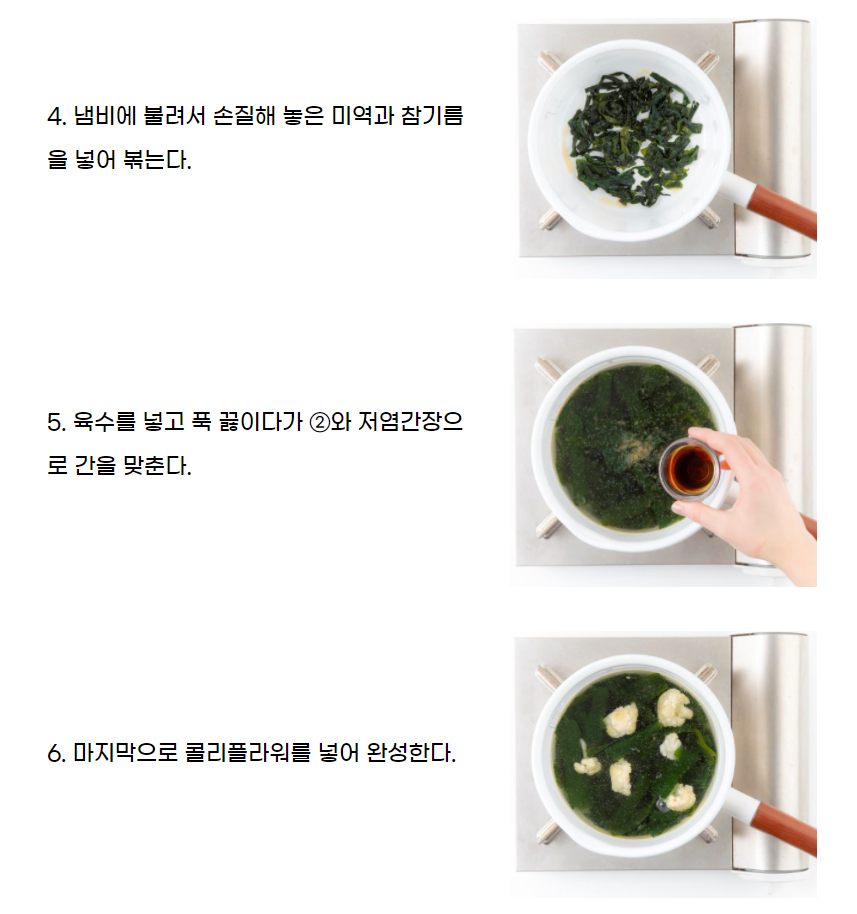 4. 냄비에 불려서 손질해 놓은 미역과 참기름
을 넣어 볶는다.
5. 육수를 넣고 푹 끓이다가 ②와 저염간장으
로 간을 맞춘다.
6. 마지막으로 콜리플라워를 넣어 완성한다.